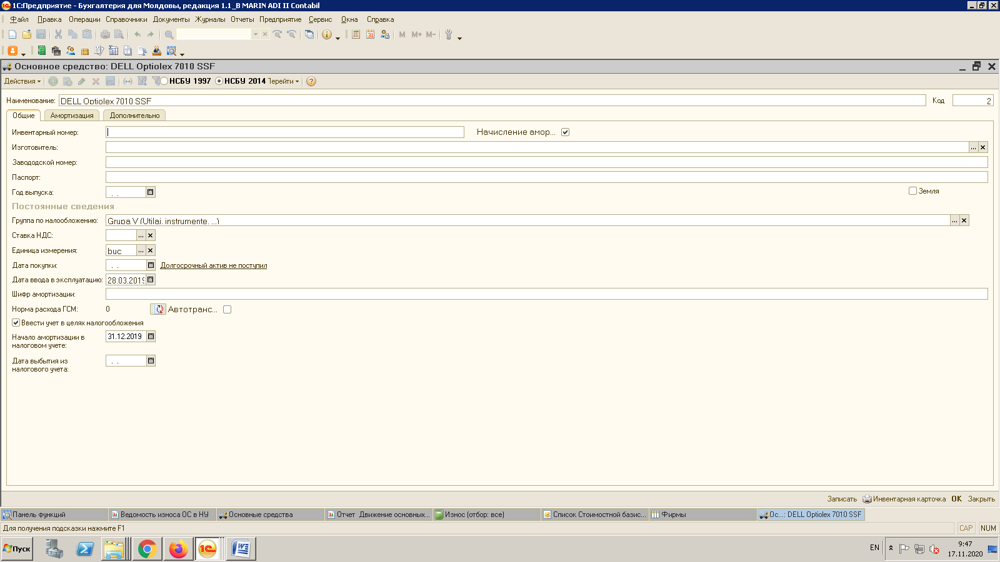 1С:Предприятие - Бухгалтерия для Молдовы, редакция 1.1_B MARIN ADI II Contabil
Файл Правка Операции Справочники Документы Журналы Отчеты Предприятие Сервис Окна Справка
M M+ M-
Основное средство: DELL Optiolex 7010 SSF
Действия НСБУ 1997 НСБУ 2014 Перейти
Наименование: DELL Optiolex 7010 SSF Код 2
Общие Амортизация Дополнительно
Инвентарный номер: Начисление амор...
Изготовитель: ... x
Завододской номер:
Паспорт:
Год выпуска: . . Земля
Постоянные сведения
Группа по налообложению: Grupa V (Utilaj, instrumente, ...) ... x
Ставка НДС: ... x
Единица измерения: buc ... x
Дата покупки: . . Долгосрочный актив не поступил
Дата ввода в эксплуатацию: 28.03.2019
Шифр амортизации:
Норма расхода ГСМ: 0 Автотранс...
Ввести учет в целях налогообложения
Начало амортизации в
налоговом учете: 31.12.2019
Дата выбытия из
налогового учета: . .
Записать Инвентарная карточка OK Закрыть
Панель функций Ведомость износа ОС в НУ Основные средства Отчет Движение основных... Износ (отбор: все) Список Стоимостной базис... Фирмы Ос...: DELL Optiolex 7010 SSF
Для получения подсказки нажмите F1 CAP NUM
Пуск EN 9:47
17.11.2020